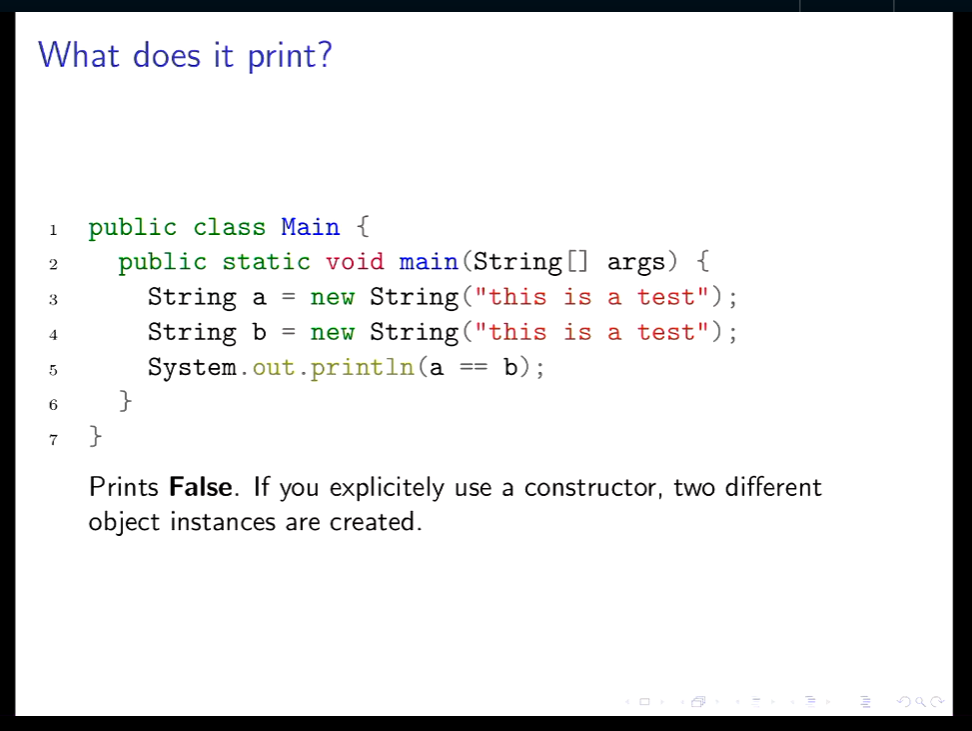 What does it print?
1 public class Main {
2   public static void main(String[] args) {
3     String a = new String("this is a test");
4     String b = new String("this is a test");
5     System.out.println(a == b);
6   }
7 }
Prints False. If you explicitely use a constructor, two different
object instances are created.